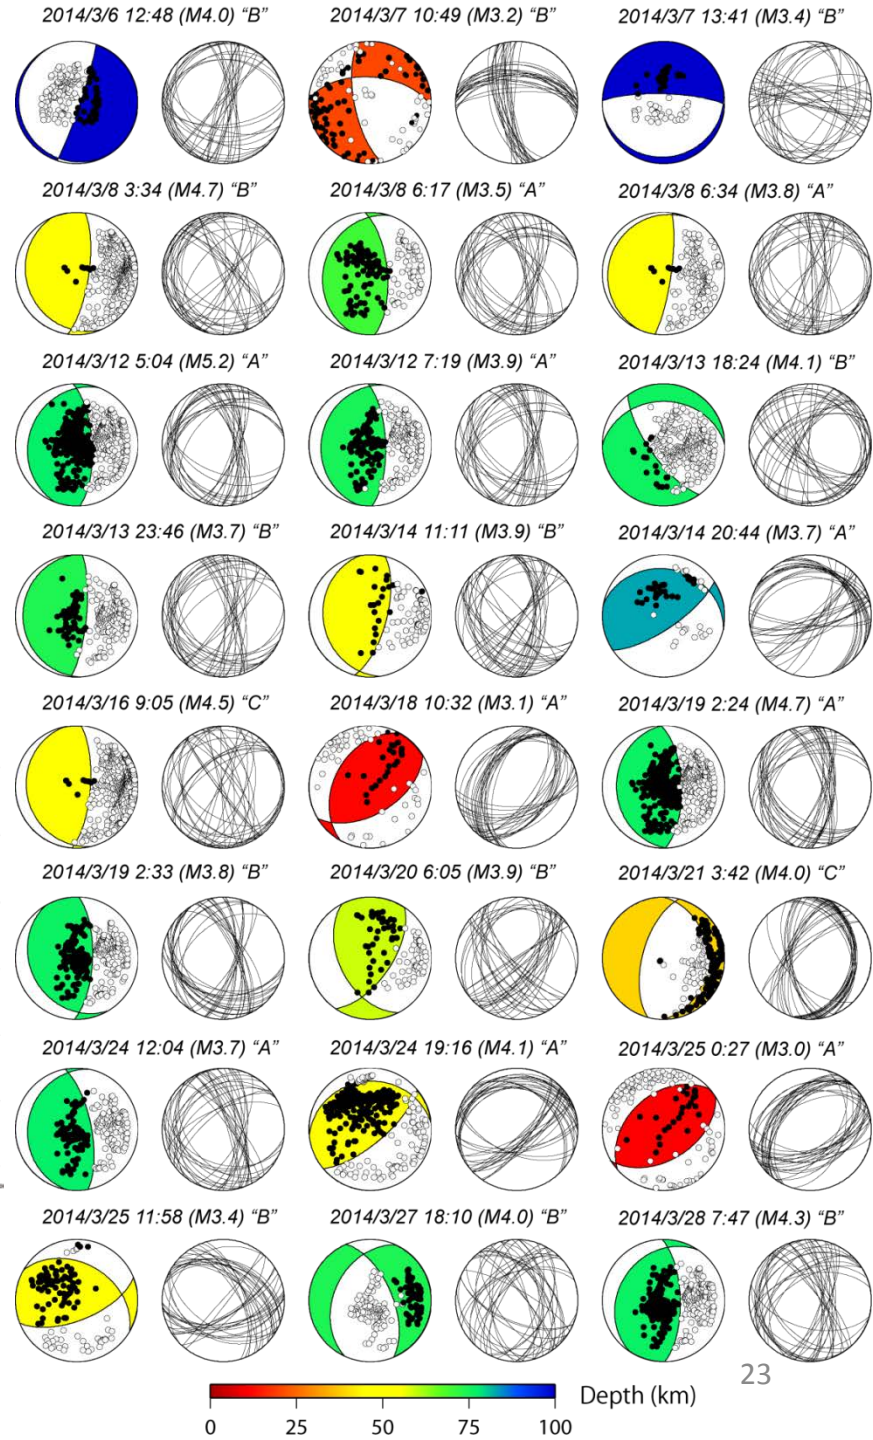 2014/3/6 12:48 (M4.0) “B” 2014/3/7 10:49 (M3.2) “B” 2014/3/7 13:41 (M3.4) “B”
2014/3/8 3:34 (M4.7) “B” 2014/3/8 6:17 (M3.5) “A” 2014/3/8 6:34 (M3.8) “A”
2014/3/12 5:04 (M5.2) “A” 2014/3/12 7:19 (M3.9) “A” 2014/3/13 18:24 (M4.1) “B”
2014/3/13 23:46 (M3.7) “B” 2014/3/14 11:11 (M3.9) “B” 2014/3/14 20:44 (M3.7) “A”
2014/3/16 9:05 (M4.5) “C” 2014/3/18 10:32 (M3.1) “A” 2014/3/19 2:24 (M4.7) “A”
2014/3/19 2:33 (M3.8) “B” 2014/3/20 6:05 (M3.9) “B” 2014/3/21 3:42 (M4.0) “C”
2014/3/24 12:04 (M3.7) “A” 2014/3/24 19:16 (M4.1) “A” 2014/3/25 0:27 (M3.0) “A”
2014/3/25 11:58 (M3.4) “B” 2014/3/27 18:10 (M4.0) “B” 2014/3/28 7:47 (M4.3) “B”
23
Depth (km)
0 25 50 75 100